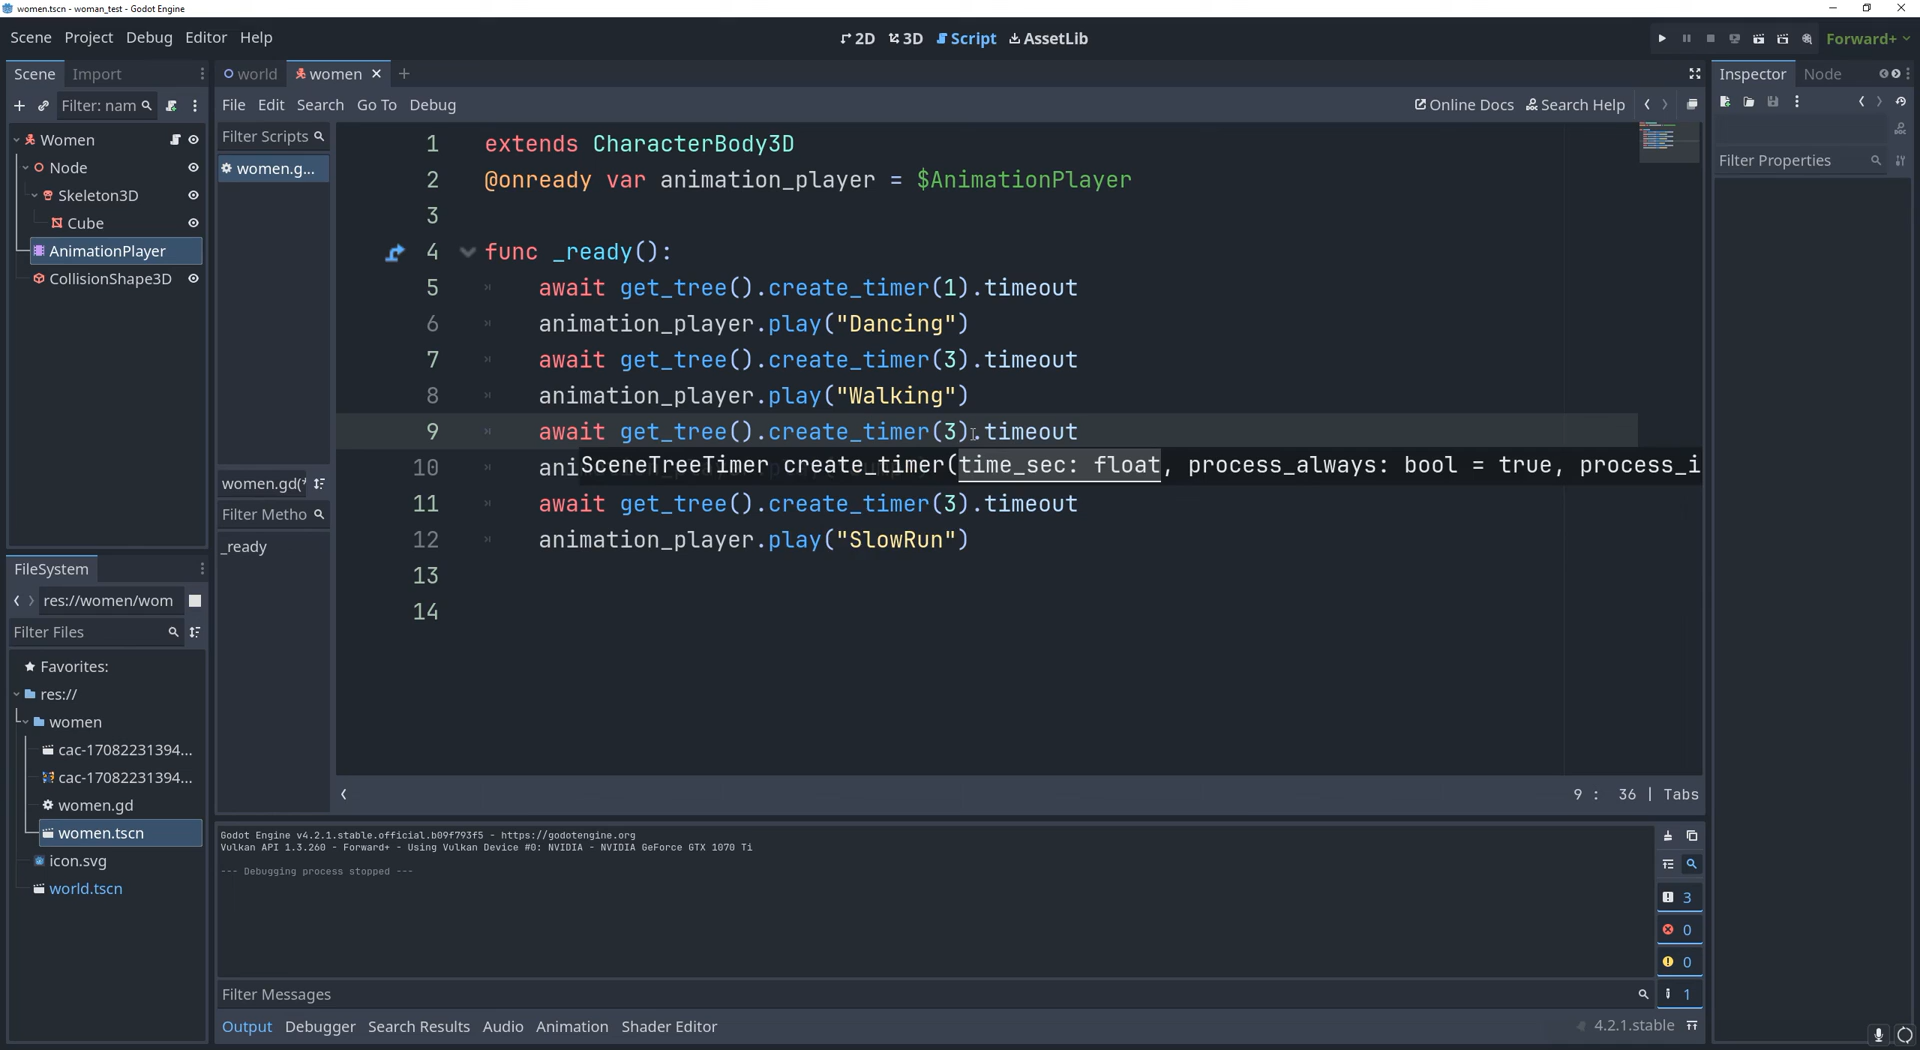 women.tscn - woman_test - Godot Engine
Scene Project Debug Editor Help
2D 3D Script AssetLib
Forward+
Scene Import
world women
Inspector Node
Filter: nam
File Edit Search Go To Debug
Online Docs Search Help
Women
Node
Skeleton3D
Cube
AnimationPlayer
CollisionShape3D
Filter Scripts
women.g...
women.gd(*
Filter Metho
_ready
Filter Properties
1 extends CharacterBody3D
2 @onready var animation_player = $AnimationPlayer
3
4 func _ready():
5 await get_tree().create_timer(1).timeout
6 animation_player.play("Dancing")
7 await get_tree().create_timer(3).timeout
8 animation_player.play("Walking")
9 await get_tree().create_timer(3).timeout
10 ani
SceneTreeTimer create_timer(time_sec: float, process_always: bool = true, process_i
11 await get_tree().create_timer(3).timeout
12 animation_player.play("SlowRun")
13
14
9 : 36 | Tabs
FileSystem
res://women/wom
Filter Files
Favorites:
res://
women
cac-17082231394...
cac-17082231394...
women.gd
women.tscn
icon.svg
world.tscn
Godot Engine v4.2.1.stable.official.b09f793f5 - https://godotengine.org
Vulkan API 1.3.260 - Forward+ - Using Vulkan Device #0: NVIDIA - NVIDIA GeForce GTX 1070 Ti
--- Debugging process stopped ---
3
0
0
1
Filter Messages
Output Debugger Search Results Audio Animation Shader Editor
4.2.1.stable